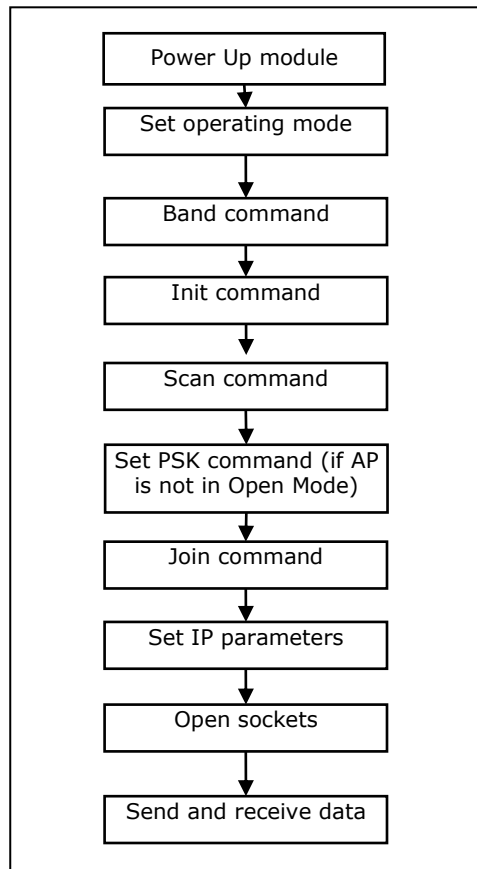 Power Up module
Set operating mode
Band command
Init command
Scan command
Set PSK command (if AP
is not in Open Mode)
Join command
Set IP parameters
Open sockets
Send and receive data